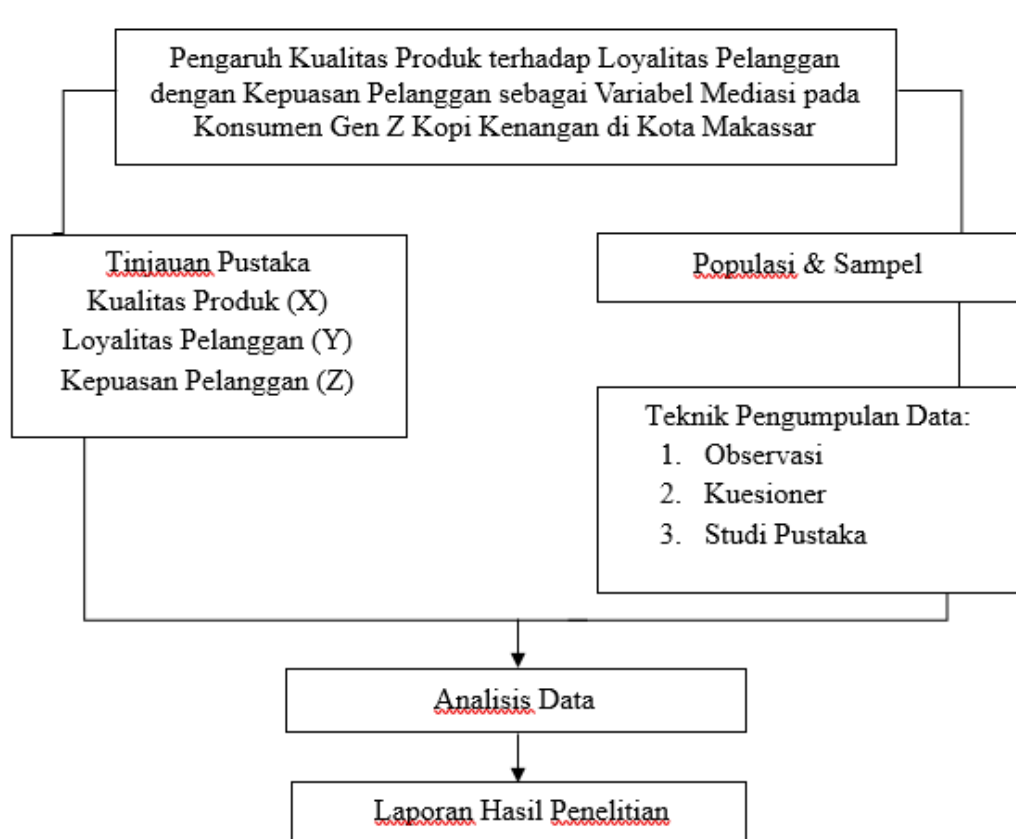 Pengaruh Kualitas Produk terhadap Loyalitas Pelanggan
dengan Kepuasan Pelanggan sebagai Variabel Mediasi pada
Konsumen Gen Z Kopi Kenangan di Kota Makassar
Tinjauan Pustaka
Kualitas Produk (X)
Loyalitas Pelanggan (Y)
Kepuasan Pelanggan (Z)
Populasi & Sampel
Teknik Pengumpulan Data:
1. Observasi
2. Kuesioner
3. Studi Pustaka
Analisis Data
Laporan Hasil Penelitian